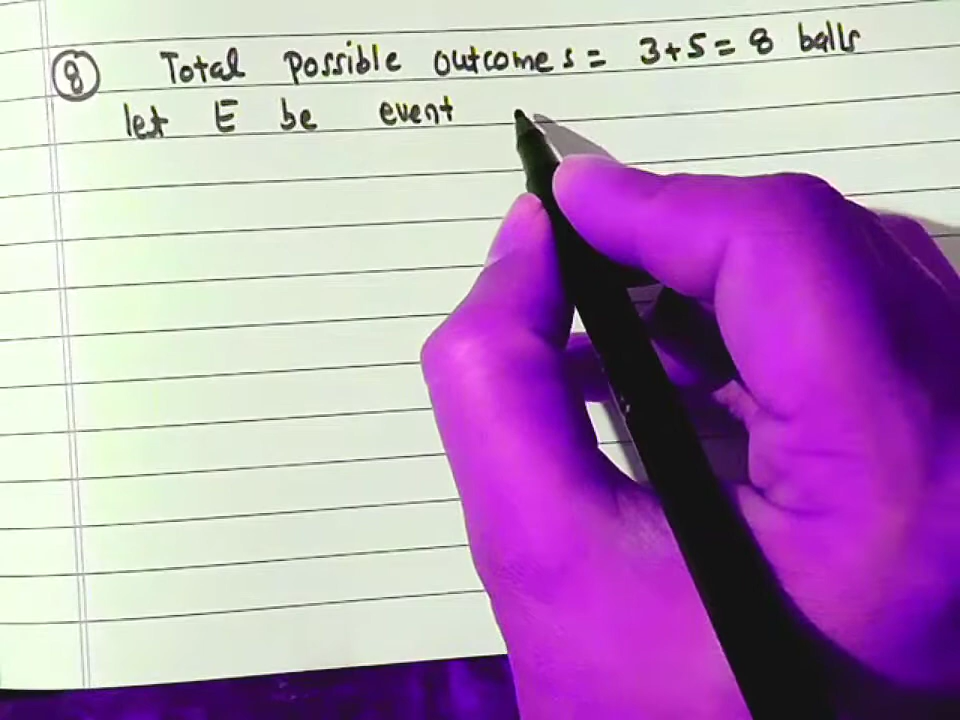 8 Total possible outcomes = 3+5 = 8 balls
let E be event